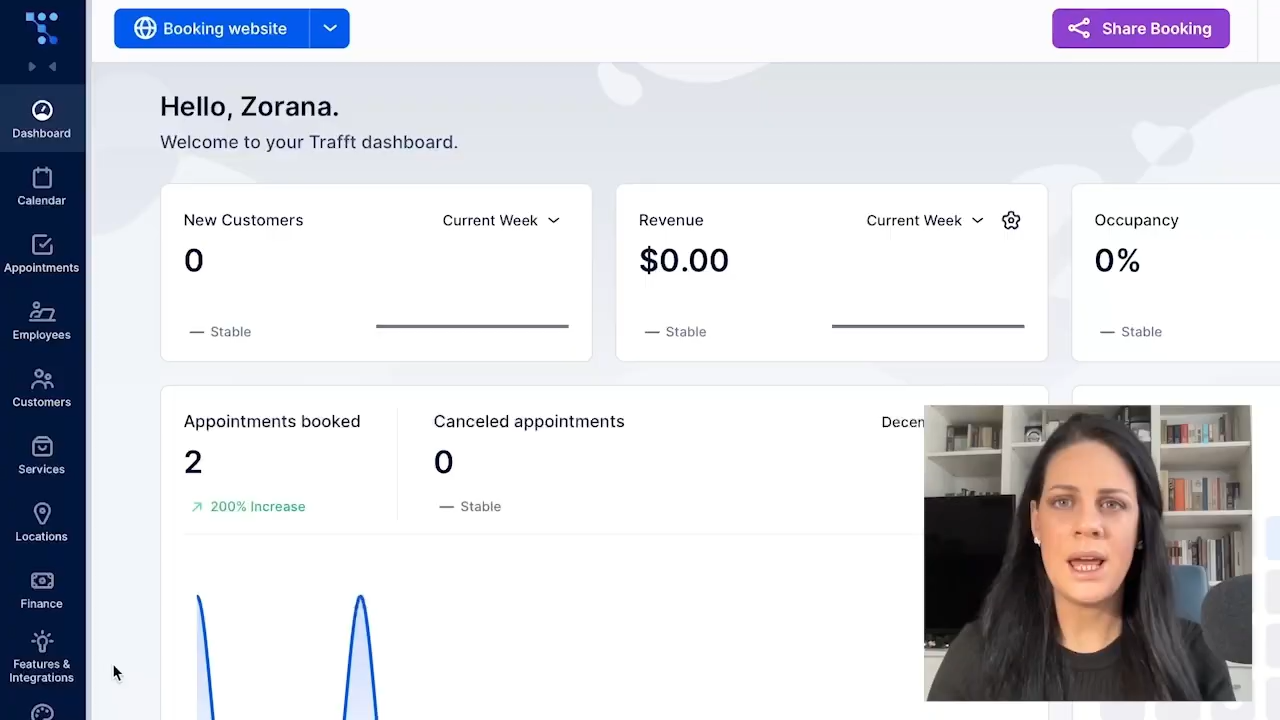 Booking website
Share Booking
Dashboard
Calendar
Appointments
Employees
Customers
Services
Locations
Finance
Features &
Integrations
Hello, Zorana.
Welcome to your Trafft dashboard.
New Customers
Current Week
0
Stable
Revenue
Current Week
$0.00
Stable
Occupancy
0%
Stable
Appointments booked
2
200% Increase
Canceled appointments
0
Stable
Decem